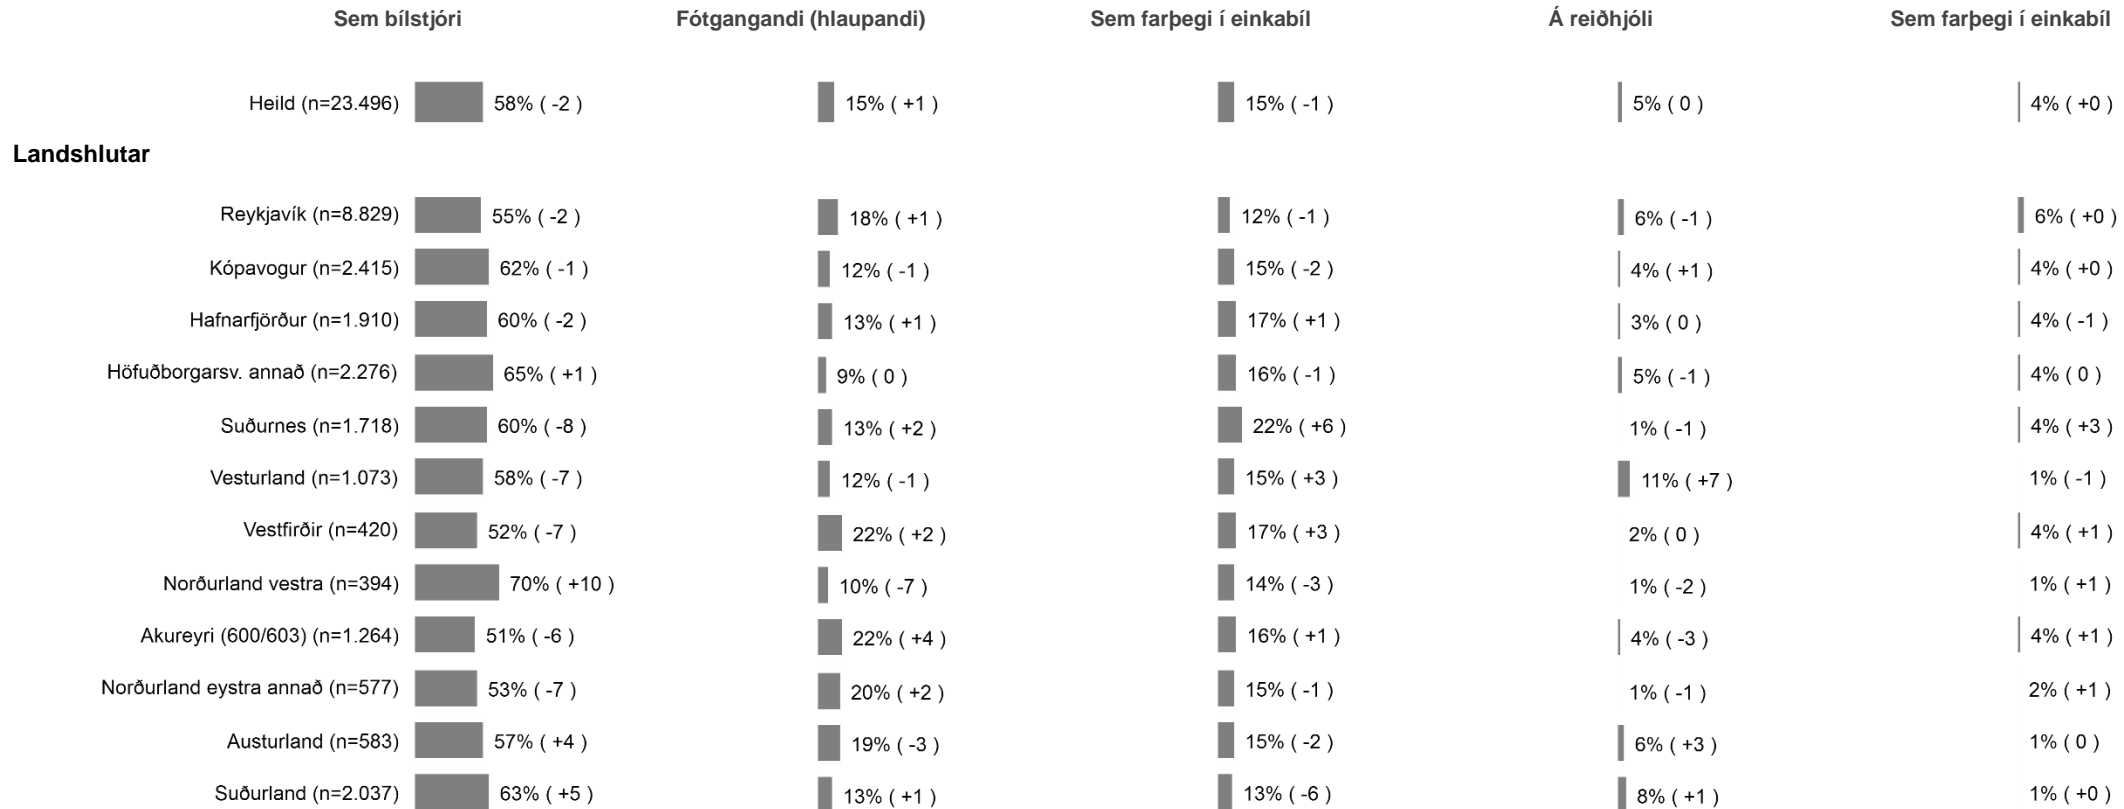 Sem bílstjóri Fótgangandi (hlaupandi) Sem farþegi í einkabíl Á reiðhjóli Sem farþegi í einkabíl
Heild (n=23.496) 58% ( -2 ) 15% ( +1 ) 15% ( -1 ) 5% ( 0 ) 4% ( +0 )
Landshlutar
Reykjavík (n=8.829) 55% ( -2 ) 18% ( +1 ) 12% ( -1 ) 6% ( -1 ) 6% ( +0 )
Kópavogur (n=2.415) 62% ( -1 ) 12% ( -1 ) 15% ( -2 ) 4% ( +1 ) 4% ( +0 )
Hafnarfjörður (n=1.910) 60% ( -2 ) 13% ( +1 ) 17% ( +1 ) 3% ( 0 ) 4% ( -1 )
Höfuðborgarsv. annað (n=2.276) 65% ( +1 ) 9% ( 0 ) 16% ( -1 ) 5% ( -1 ) 4% ( 0 )
Suðurnes (n=1.718) 60% ( -8 ) 13% ( +2 ) 22% ( +6 ) 1% ( -1 ) 4% ( +3 )
Vesturland (n=1.073) 58% ( -7 ) 12% ( -1 ) 15% ( +3 ) 11% ( +7 ) 1% ( -1 )
Vestfirðir (n=420) 52% ( -7 ) 22% ( +2 ) 17% ( +3 ) 2% ( 0 ) 4% ( +1 )
Norðurland vestra (n=394) 70% ( +10 ) 10% ( -7 ) 14% ( -3 ) 1% ( -2 ) 1% ( +1 )
Akureyri (600/603) (n=1.264) 51% ( -6 ) 22% ( +4 ) 16% ( +1 ) 4% ( -3 ) 4% ( +1 )
Norðurland eystra annað (n=577) 53% ( -7 ) 20% ( +2 ) 15% ( -1 ) 1% ( -1 ) 2% ( +1 )
Austurland (n=583) 57% ( +4 ) 19% ( -3 ) 15% ( -2 ) 6% ( +3 ) 1% ( 0 )
Suðurland (n=2.037) 63% ( +5 ) 13% ( +1 ) 13% ( -6 ) 8% ( +1 ) 1% ( +0 )